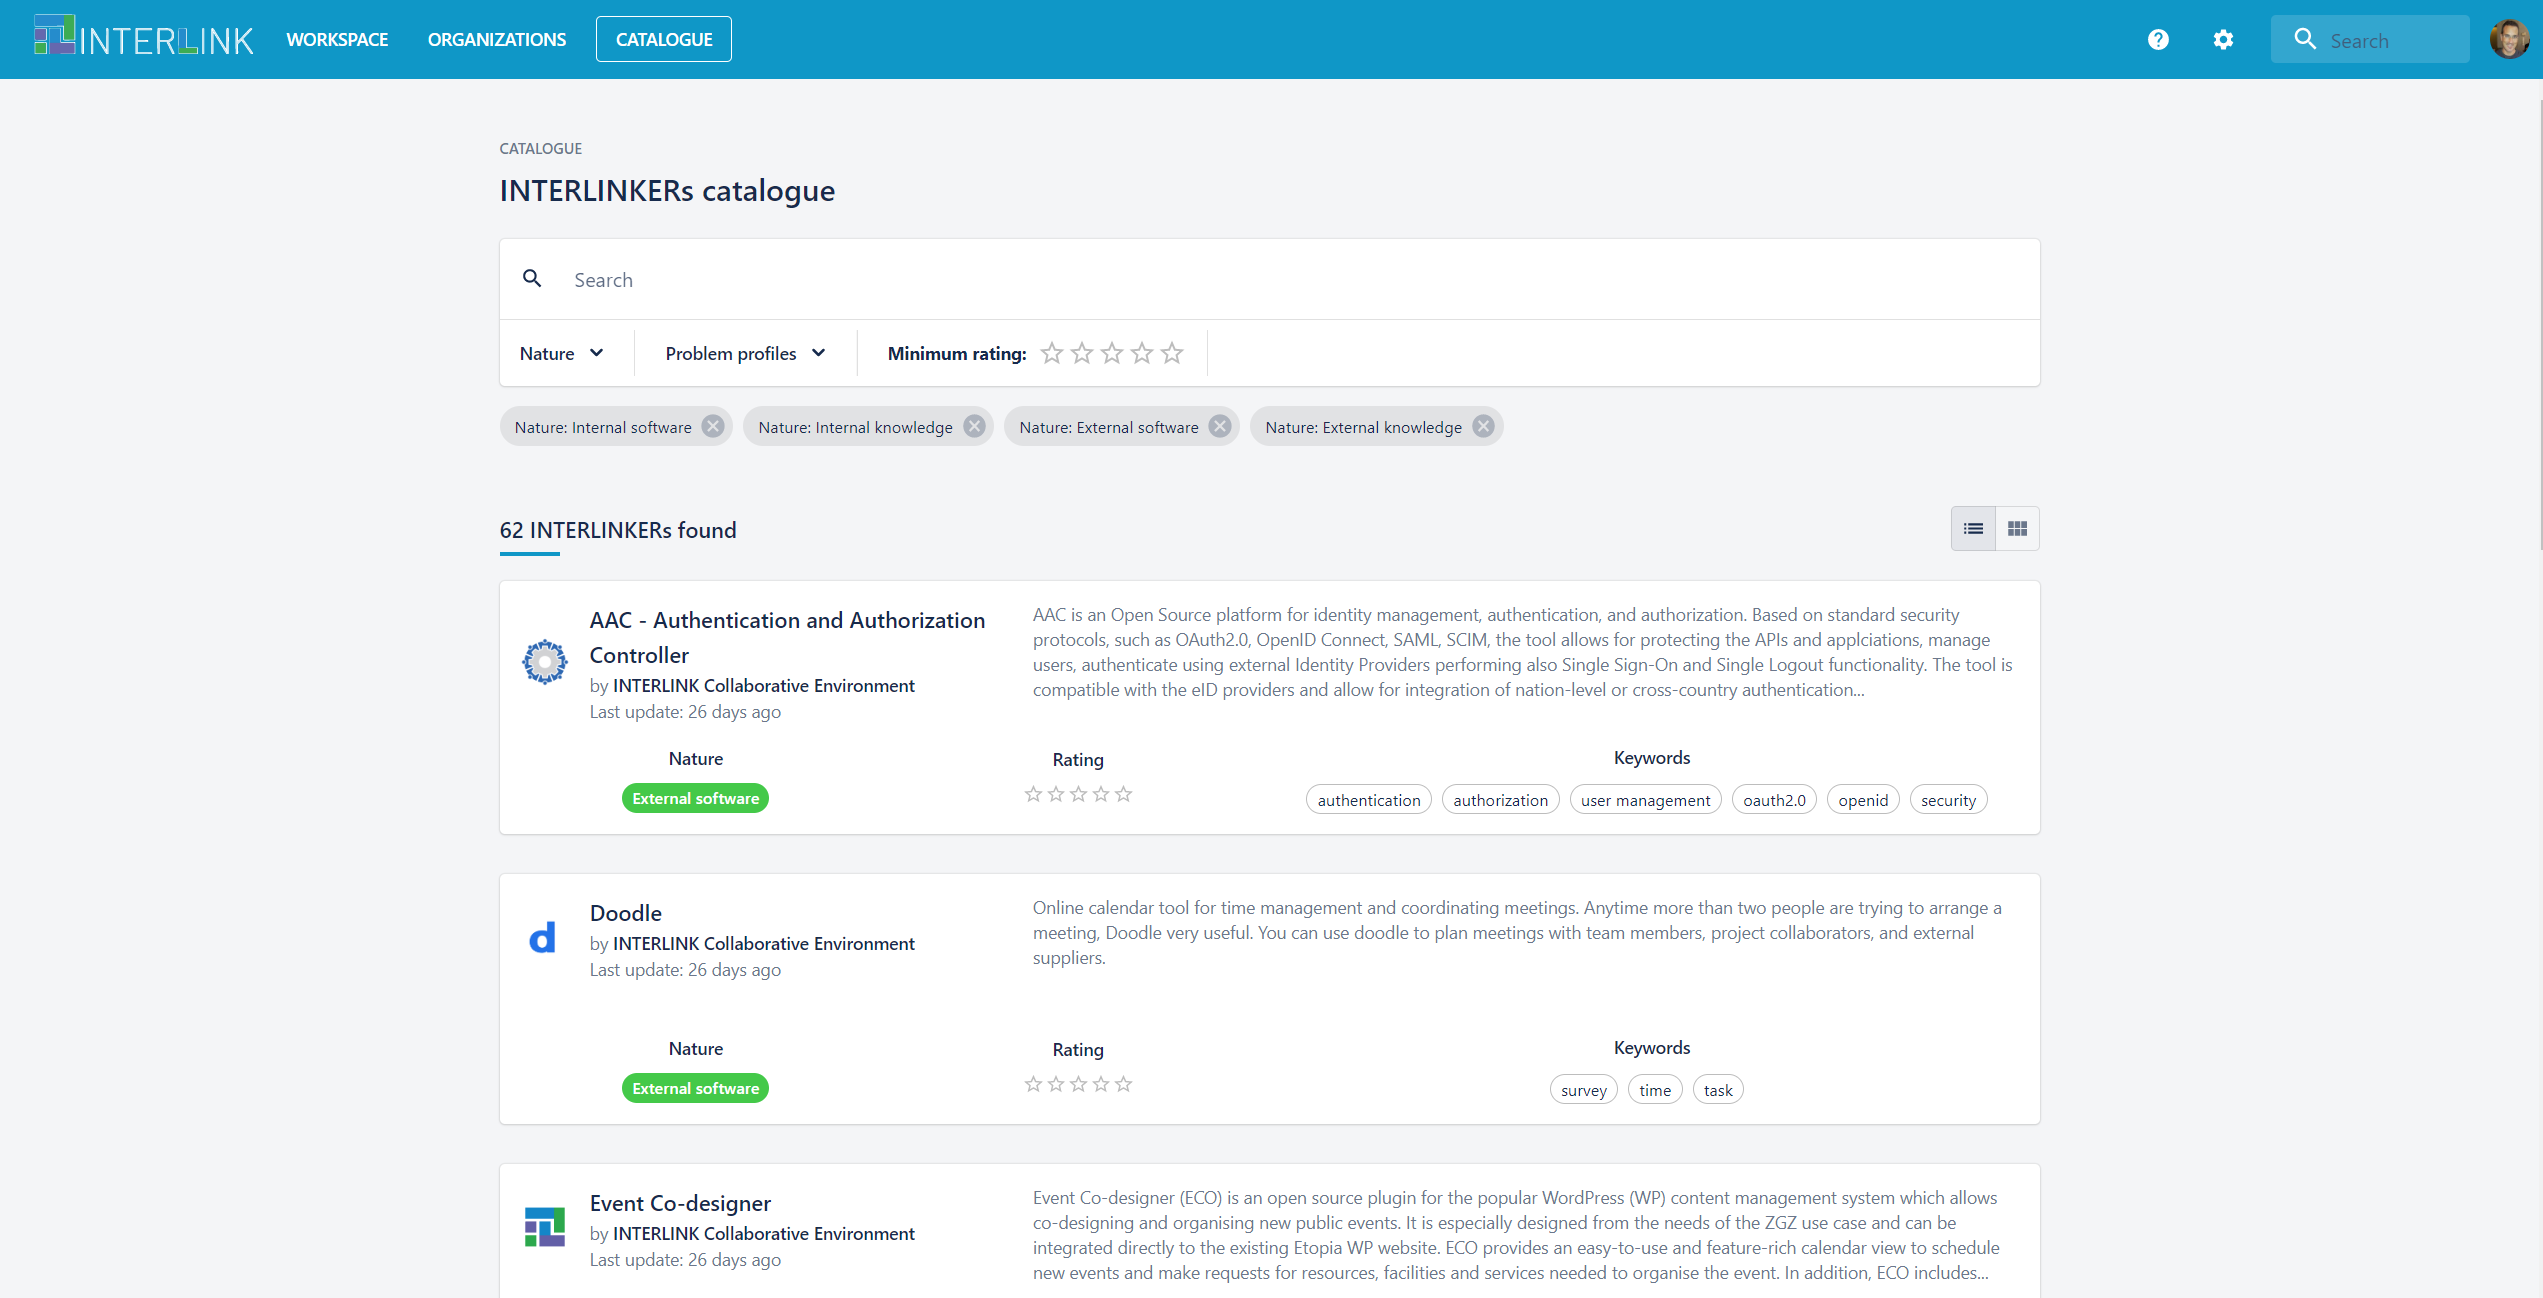 INTERLINK WORKSPACE ORGANIZATIONS CATALOGUE Search
CATALOGUE
INTERLINKERs catalogue
Search
Nature Problem profiles Minimum rating:
Nature: Internal software Nature: Internal knowledge Nature: External software Nature: External knowledge
62 INTERLINKERs found
AAC - Authentication and Authorization
Controller
by INTERLINK Collaborative Environment
Last update: 26 days ago
AAC is an Open Source platform for identity management, authentication, and authorization. Based on standard security
protocols, such as OAuth2.0, OpenID Connect, SAML, SCIM, the tool allows for protecting the APIs and applciations, manage
users, authenticate using external Identity Providers performing also Single Sign-On and Single Logout functionality. The tool is
compatible with the eID providers and allow for integration of nation-level or cross-country authentication...
Nature Rating Keywords
External software authentication authorization user management oauth2.0 openid security
Doodle
by INTERLINK Collaborative Environment
Last update: 26 days ago
Online calendar tool for time management and coordinating meetings. Anytime more than two people are trying to arrange a
meeting, Doodle very useful. You can use doodle to plan meetings with team members, project collaborators, and external
suppliers.
Nature Rating Keywords
External software survey time task
Event Co-designer
by INTERLINK Collaborative Environment
Last update: 26 days ago
Event Co-designer (ECO) is an open source plugin for the popular WordPress (WP) content management system which allows
co-designing and organising new public events. It is especially designed from the needs of the ZGZ use case and can be
integrated directly to the existing Etopia WP website. ECO provides an easy-to-use and feature-rich calendar view to schedule
new events and make requests for resources, facilities and services needed to organise the event. In addition, ECO includes...